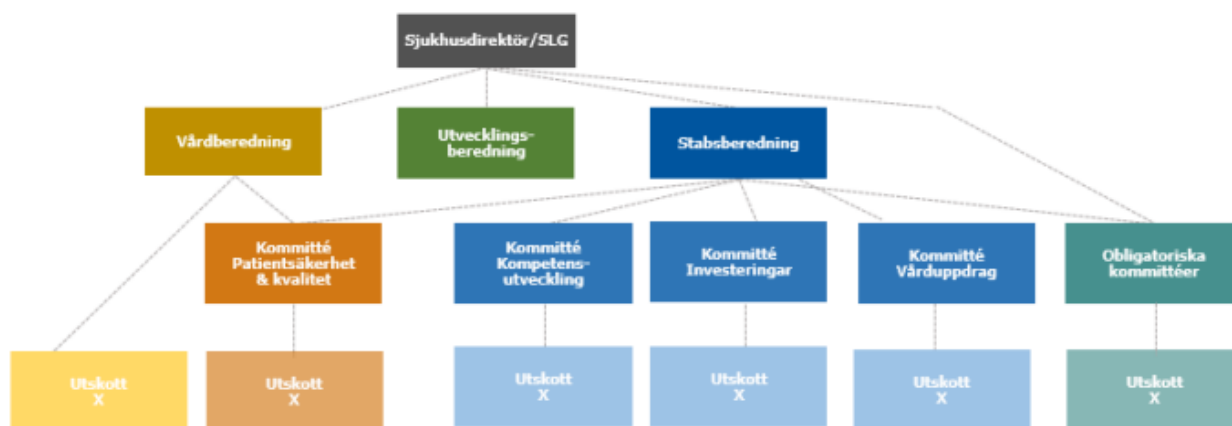 Sjukhusdirektör/SLG
Vårdberedning
Utvecklings-
beredning
Stabsberedning
Kommitté
Patientsäkerhet
& kvalitet
Kommitté
Kompetens-
utveckling
Kommitté
Investeringar
Kommitté
Vårduppdrag
Obligatoriska
kommittéer
Utskott
X
Utskott
X
Utskott
X
Utskott
X
Utskott
X
Utskott
X